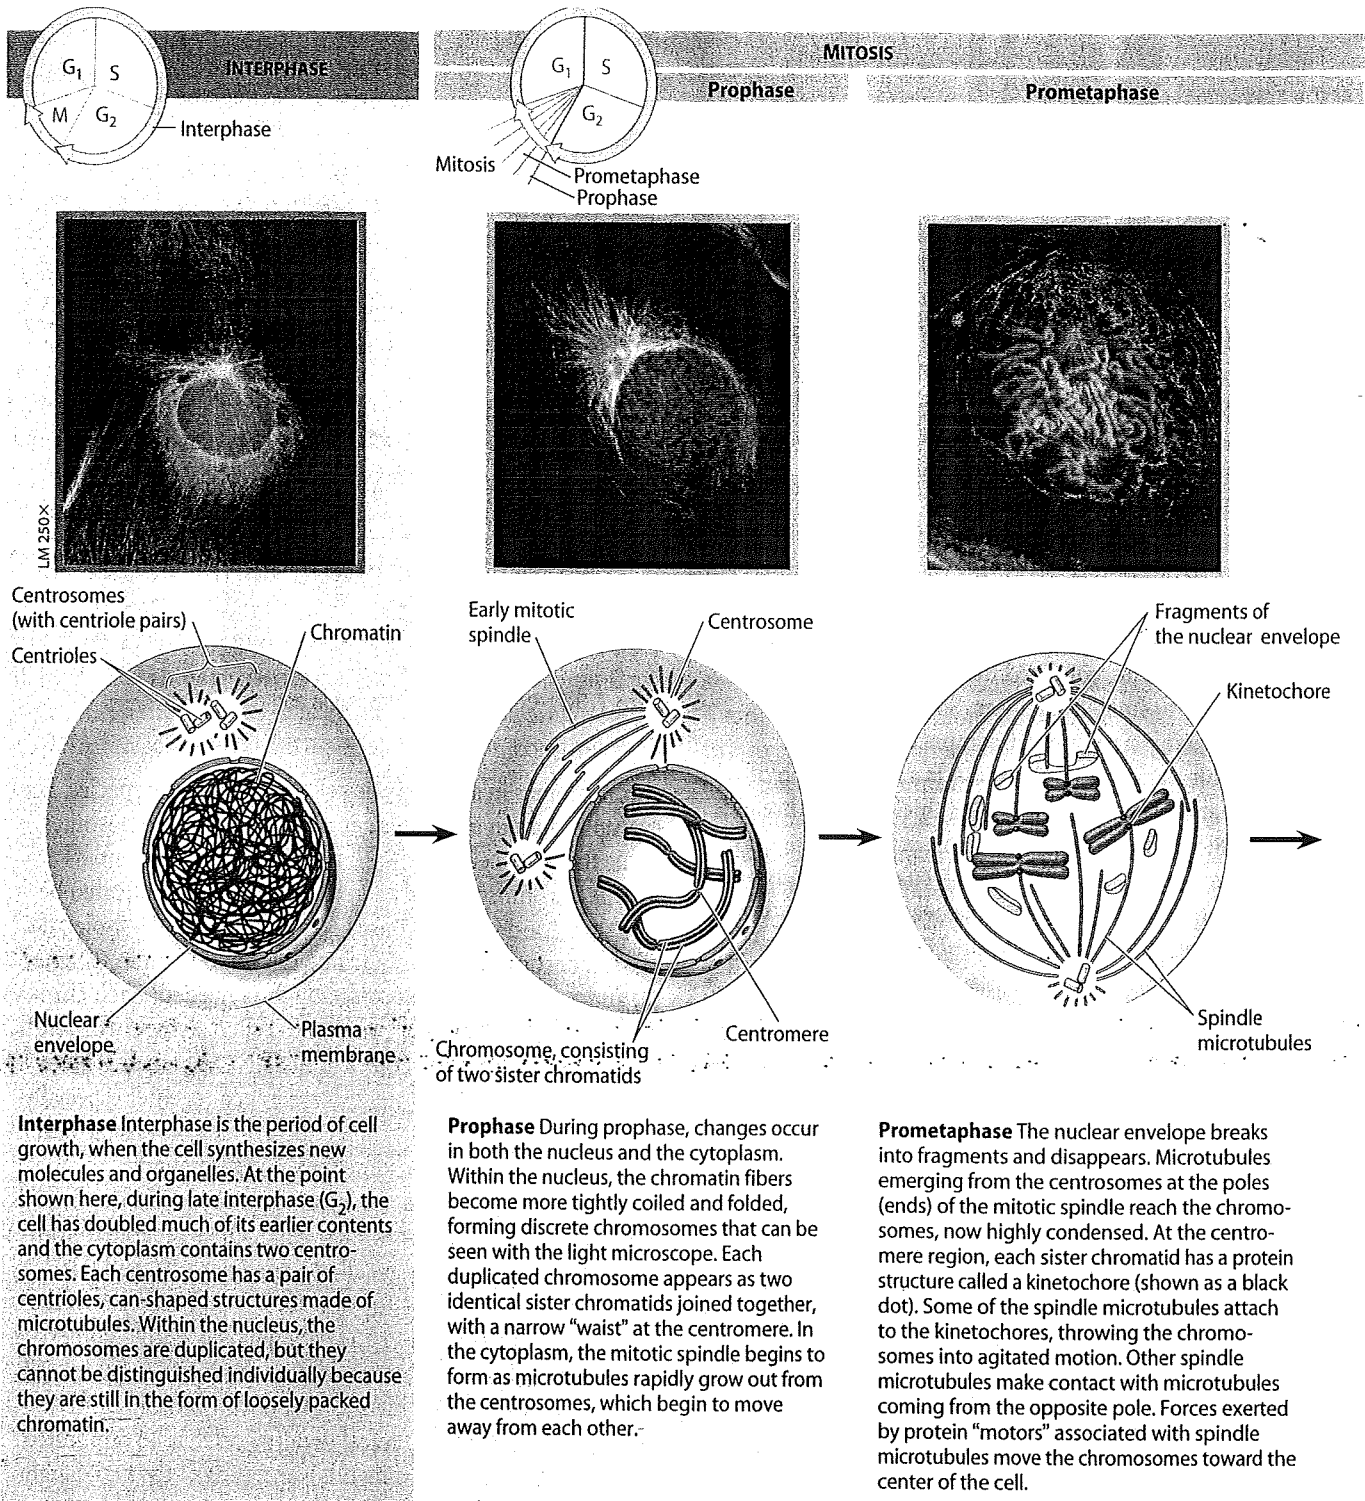 G1
S
M
G2
INTERPHASE
Interphase
MITOSIS
G1
S
G2
Prophase
Prometaphase
Mitosis
Prometaphase
Prophase
LM 250×
Centrosomes
(with centriole pairs)
Centrioles
Chromatin
Nuclear
envelope
Plasma
membrane
Early mitotic
spindle
Centrosome
Centromere
Chromosome, consisting
of two sister chromatids
Fragments of
the nuclear envelope
Kinetochore
Spindle
microtubules
Interphase Interphase is the period of cell
growth, when the cell synthesizes new
molecules and organelles. At the point
shown here, during late interphase (G2), the
cell has doubled much of its earlier contents
and the cytoplasm contains two centro-
somes. Each centrosome has a pair of
centrioles, can-shaped structures made of
microtubules. Within the nucleus, the
chromosomes are duplicated, but they
cannot be distinguished individually because
they are still in the form of loosely packed
chromatin.
Prophase During prophase, changes occur
in both the nucleus and the cytoplasm.
Within the nucleus, the chromatin fibers
become more tightly coiled and folded,
forming discrete chromosomes that can be
seen with the light microscope. Each
duplicated chromosome appears as two
identical sister chromatids joined together,
with a narrow "waist" at the centromere. In
the cytoplasm, the mitotic spindle begins to
form as microtubules rapidly grow out from
the centrosomes, which begin to move
away from each other.
Prometaphase The nuclear envelope breaks
into fragments and disappears. Microtubules
emerging from the centrosomes at the poles
(ends) of the mitotic spindle reach the chromo-
somes, now highly condensed. At the centro-
mere region, each sister chromatid has a protein
structure called a kinetochore (shown as a black
dot). Some of the spindle microtubules attach
to the kinetochores, throwing the chromo-
somes into agitated motion. Other spindle
microtubules make contact with microtubules
coming from the opposite pole. Forces exerted
by protein "motors" associated with spindle
microtubules move the chromosomes toward the
center of the cell.